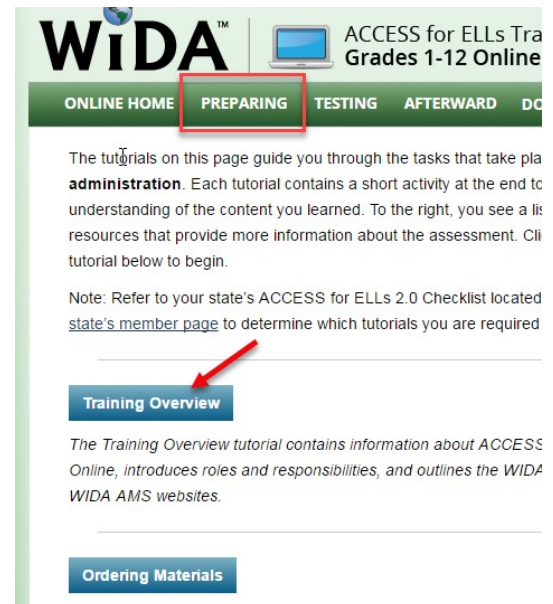 WIDA™
ACCESS for ELLs Tra
Grades 1-12 Online
ONLINE HOME PREPARING TESTING AFTERWARD DO
The tutorials on this page guide you through the tasks that take pla
administration. Each tutorial contains a short activity at the end to
understanding of the content you learned. To the right, you see a lis
resources that provide more information about the assessment. Cli
tutorial below to begin.
Note: Refer to your state's ACCESS for ELLs 2.0 Checklist located
state's member page to determine which tutorials you are required
Training Overview
The Training Overview tutorial contains information about ACCESS
Online, introduces roles and responsibilities, and outlines the WIDA
WIDA AMS websites.
Ordering Materials